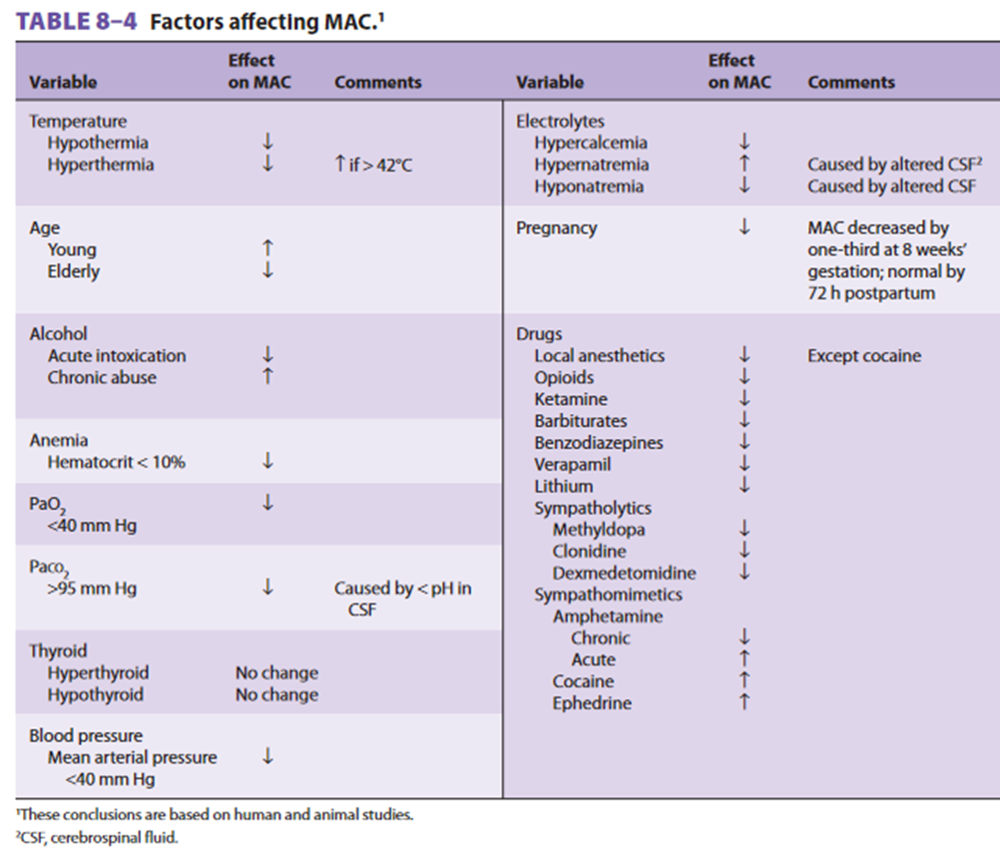 TABLE 8–4 Factors affecting MAC.¹
Variable Effect on MAC Comments
Temperature
Hypothermia ↓
Hyperthermia ↓ ↑ if > 42°C
Age
Young ↑
Elderly ↓
Alcohol
Acute intoxication ↓
Chronic abuse ↑
Anemia
Hematocrit < 10% ↓
PaO₂ ↓
<40 mm Hg
Paco₂
>95 mm Hg ↓ Caused by < pH in
CSF
Thyroid
Hyperthyroid No change
Hypothyroid No change
Blood pressure
Mean arterial pressure ↓
<40 mm Hg
Variable Effect on MAC Comments
Electrolytes
Hypercalcemia ↓
Hypernatremia ↑ Caused by altered CSF²
Hyponatremia ↓ Caused by altered CSF
Pregnancy ↓ MAC decreased by
one-third at 8 weeks’
gestation; normal by
72 h postpartum
Drugs
Local anesthetics ↓ Except cocaine
Opioids ↓
Ketamine ↓
Barbiturates ↓
Benzodiazepines ↓
Verapamil ↓
Lithium ↓
Sympatholytics
Methyldopa ↓
Clonidine ↓
Dexmedetomidine ↓
Sympathomimetics
Amphetamine
Chronic ↓
Acute ↑
Cocaine ↑
Ephedrine ↑
¹These conclusions are based on human and animal studies.
²CSF, cerebrospinal fluid.